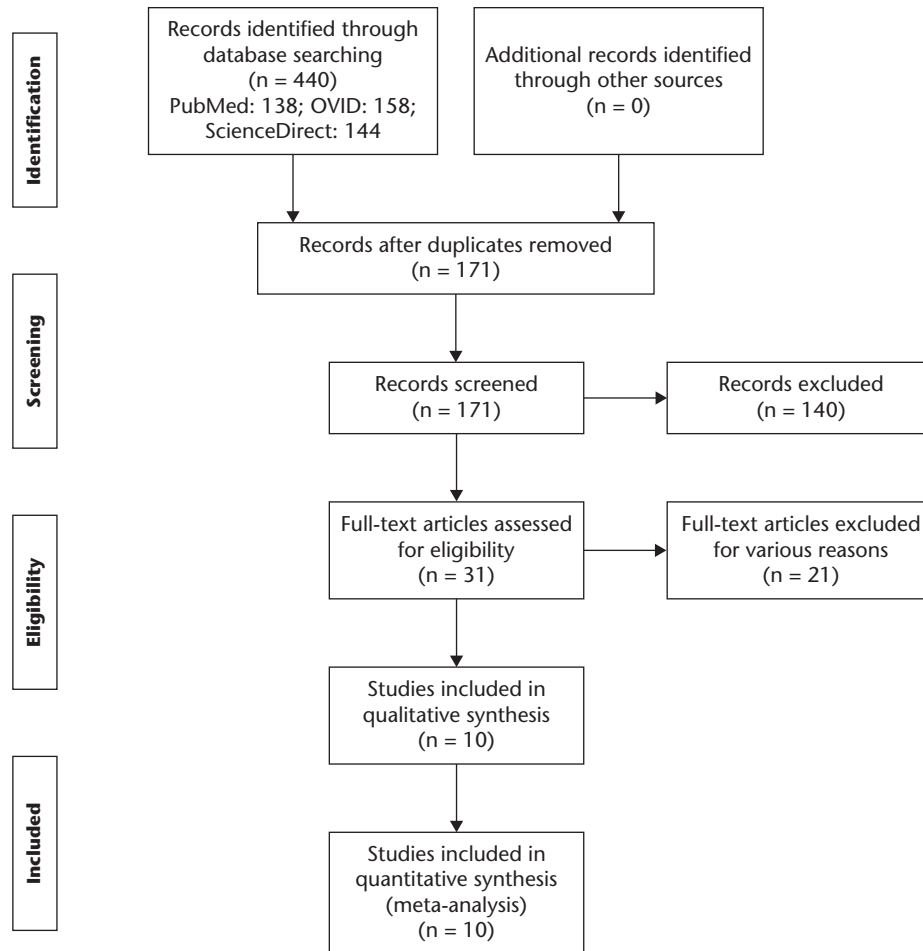 Identification
Records identified through
database searching
(n = 440)
PubMed: 138; OVID: 158;
ScienceDirect: 144
Additional records identified
through other sources
(n = 0)
Records after duplicates removed
(n = 171)
Screening
Records screened
(n = 171)
Records excluded
(n = 140)
Eligibility
Full-text articles assessed
for eligibility
(n = 31)
Full-text articles excluded
for various reasons
(n = 21)
Studies included in
qualitative synthesis
(n = 10)
Included
Studies included in
quantitative synthesis
(meta-analysis)
(n = 10)